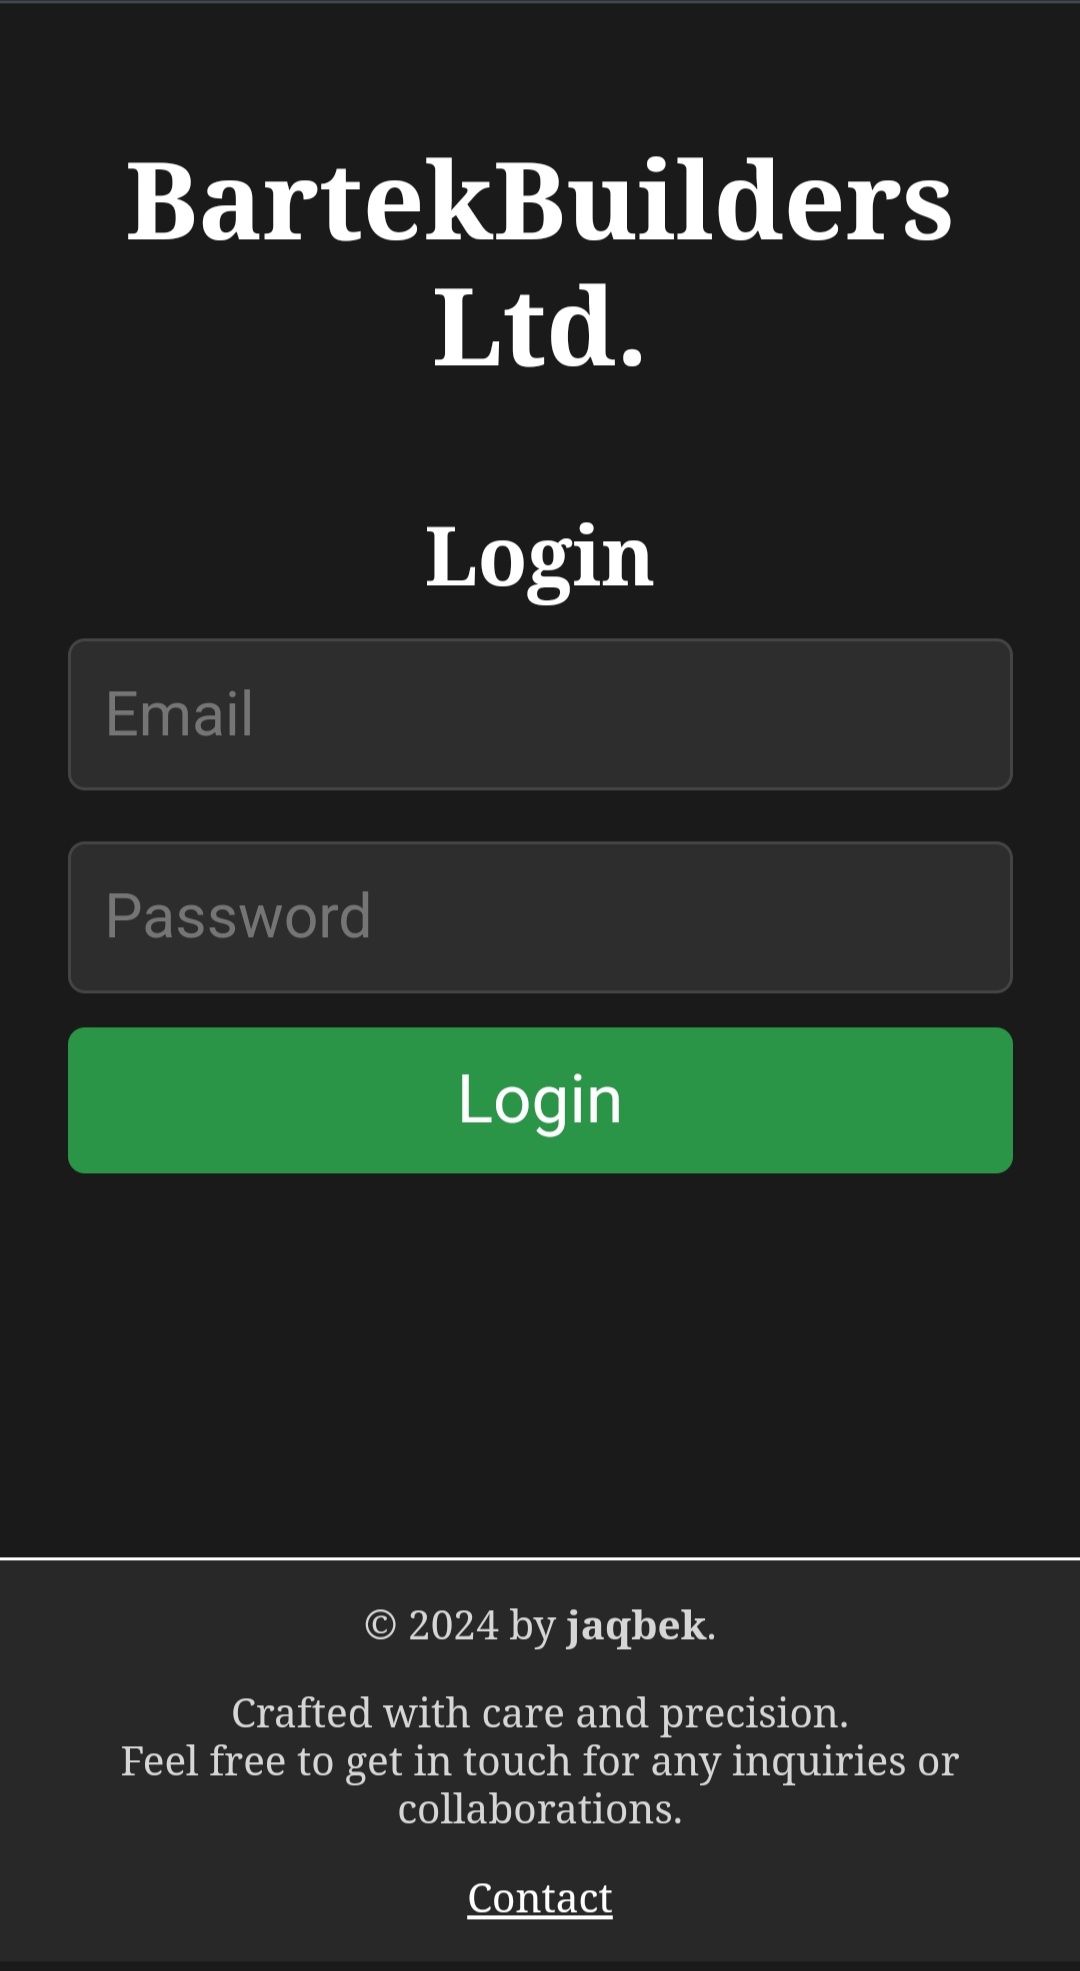 BartekBuilders
Ltd.
Login
Email
Password
Login
© 2024 by jaqbek.
Crafted with care and precision.
Feel free to get in touch for any inquiries or
collaborations.
Contact